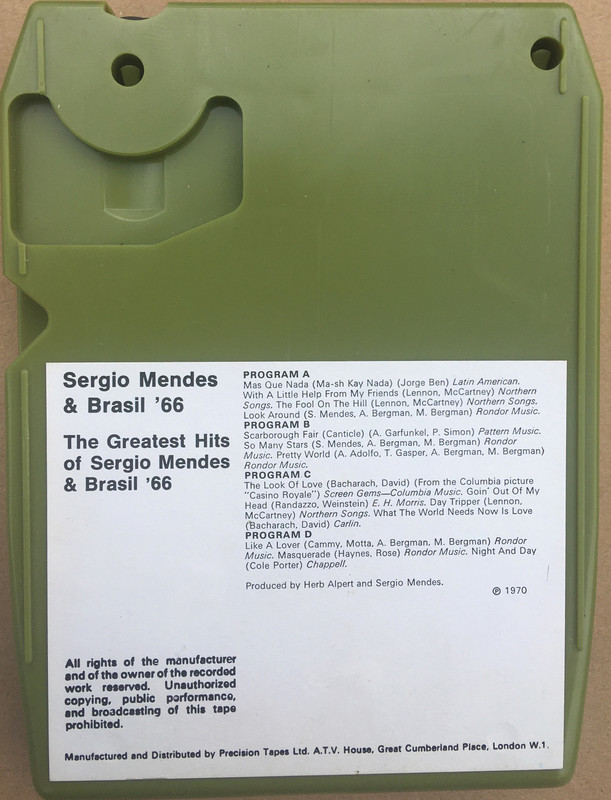 Sergio Mendes
& Brasil '66
The Greatest Hits
of Sergio Mendes
& Brasil '66
PROGRAM A
Mas Que Nada (Ma-sh Kay Nada) (Jorge Ben) Latin American.
With A Little Help From My Friends (Lennon, McCartney) Northern
Songs. The Fool On The Hill (Lennon, McCartney) Northern Songs.
Look Around (S. Mendes, A. Bergman, M. Bergman) Rondor Music.
PROGRAM B
Scarborough Fair (Canticle) (A. Garfunkel, P. Simon) Pattern Music.
So Many Stars (S. Mendes, A. Bergman, M. Bergman) Rondor
Music. Pretty World (A. Adolfo, T. Gasper, A. Bergman, M. Bergman)
Rondor Music.
PROGRAM C
The Look Of Love (Bacharach, David) (From the Columbia picture
"Casino Royale") Screen Gems—Columbia Music. Goin' Out Of My
Head (Randazzo, Weinstein) E. H. Morris. Day Tripper (Lennon,
McCartney) Northern Songs. What The World Needs Now Is Love
(Bacharach, David) Carlin.
PROGRAM D
Like A Lover (Cammy, Motta, A. Bergman, M. Bergman) Rondor
Music. Masquerade (Haynes, Rose) Rondor Music. Night And Day
(Cole Porter) Chappell.
Produced by Herb Alpert and Sergio Mendes.
℗ 1970
All rights of the manufacturer
and of the owner of the recorded
work reserved. Unauthorized
copying, public performance,
and broadcasting of this tape
prohibited.
Manufactured and Distributed by Precision Tapes Ltd. A.T.V. House, Great Cumberland Place, London W.1.